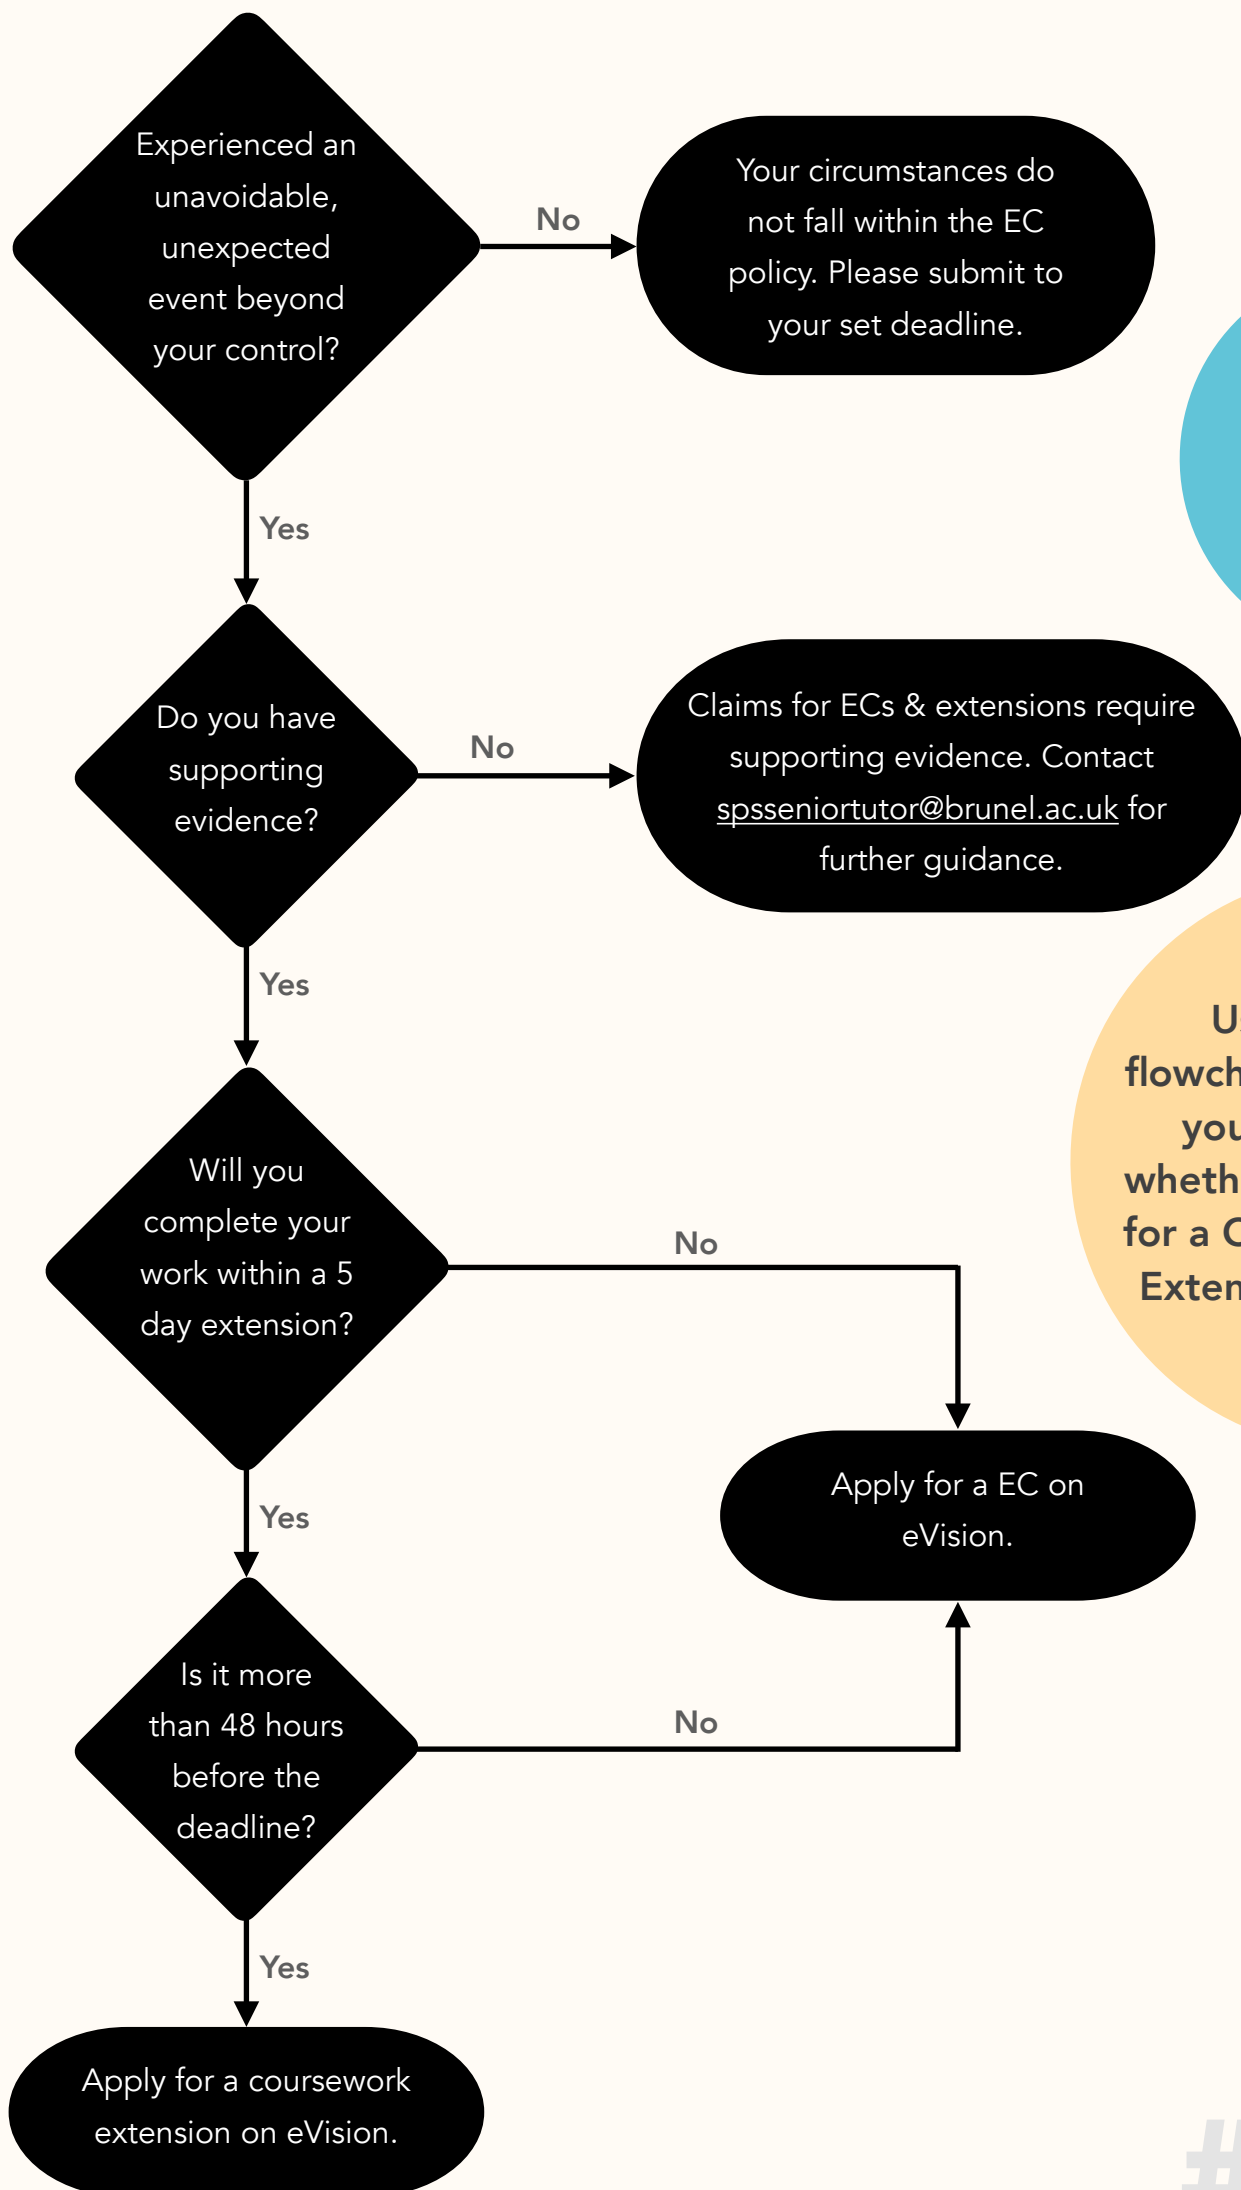 Experienced an
unavoidable,
unexpected
event beyond
your control?
No
Your circumstances do
not fall within the EC
policy. Please submit to
your set deadline.
Yes
Do you have
supporting
evidence?
No
Claims for ECs & extensions require
supporting evidence. Contact
spsseniortutor@brunel.ac.uk for
further guidance.
Yes
Will you
complete your
work within a 5
day extension?
No
Apply for a EC on
eVision.
Yes
Is it more
than 48 hours
before the
deadline?
No
Yes
Apply for a coursework
extension on eVision.
for a
#